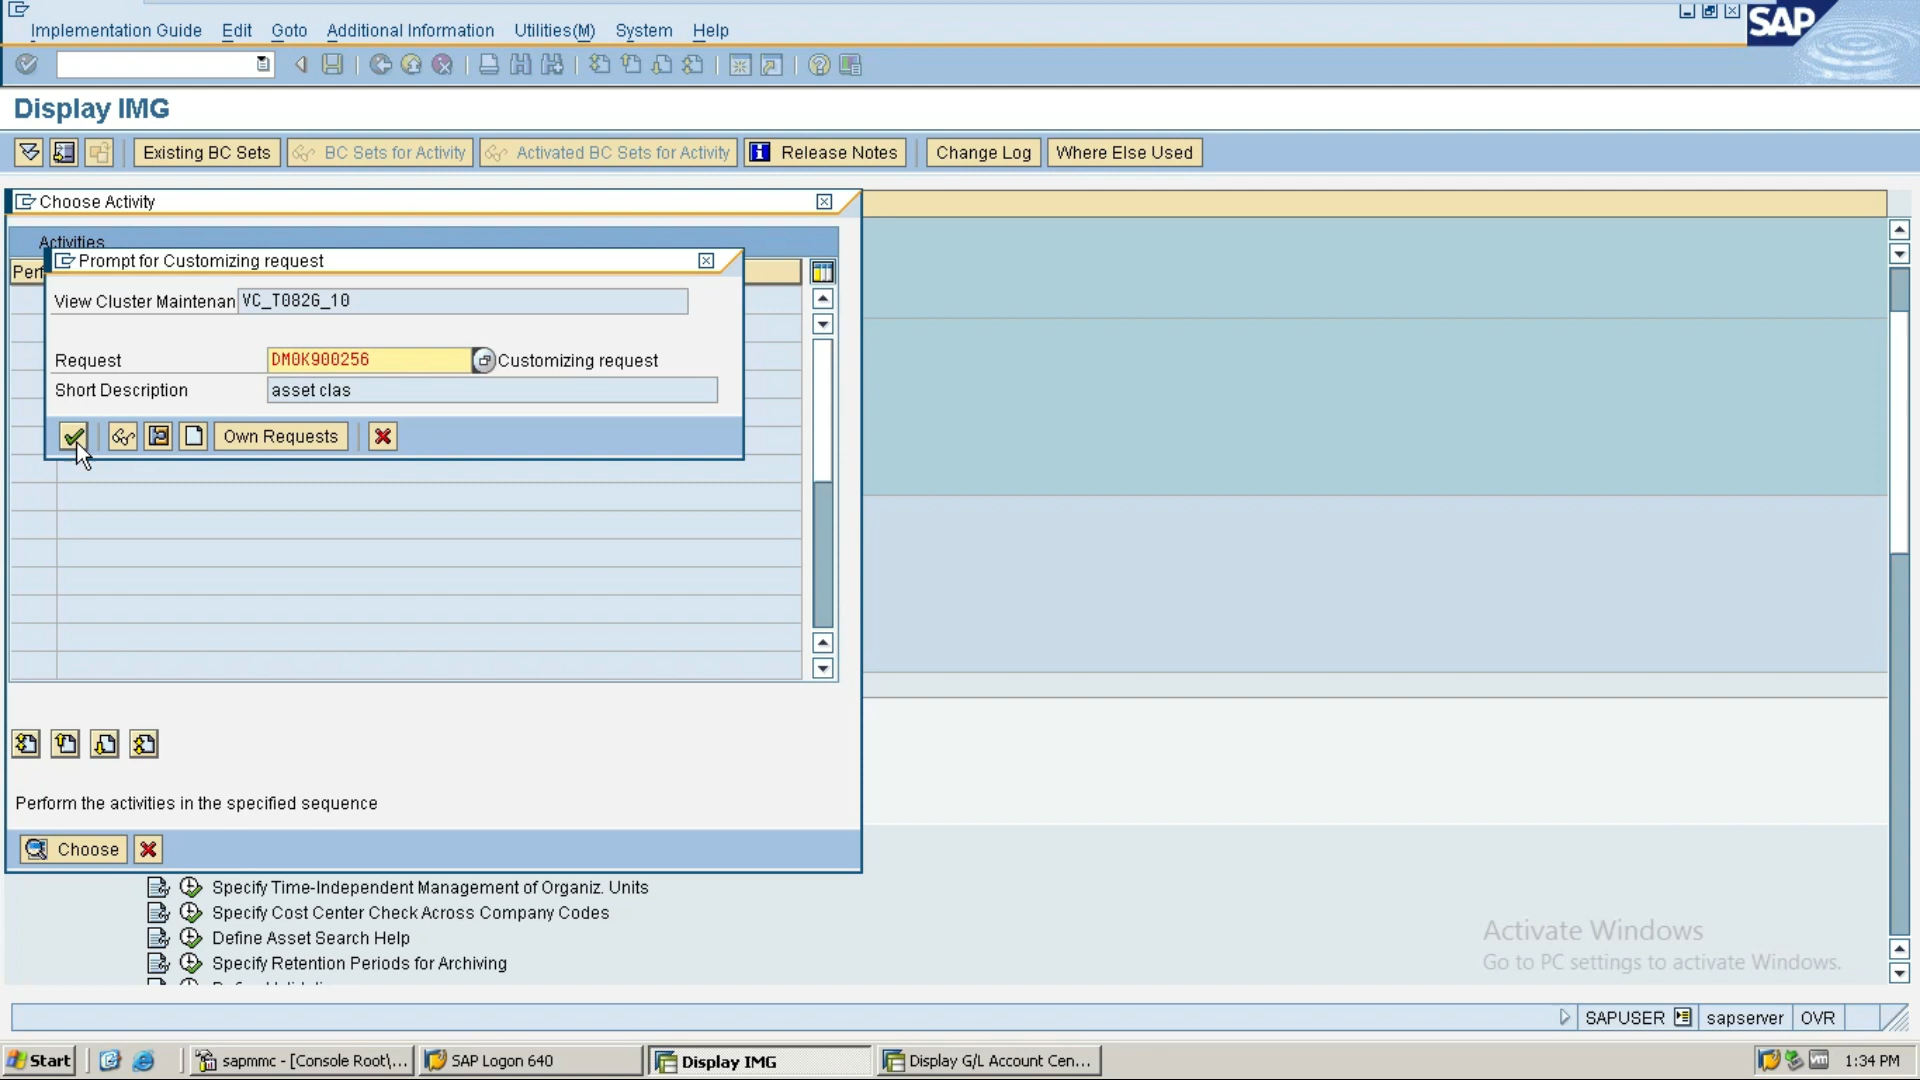 Implementation Guide Edit Goto Additional Information Utilities(M) System Help
SAP
Display IMG
Existing BC Sets BC Sets for Activity Activated BC Sets for Activity Release Notes Change Log Where Else Used
Choose Activity
Activities
Perf
Prompt for Customizing request
View Cluster Maintenan VC_T082G_10
Request DM0K900256 Customizing request
Short Description asset clas
Own Requests
Perform the activities in the specified sequence
Choose
Specify Time-Independent Management of Organiz. Units
Specify Cost Center Check Across Company Codes
Define Asset Search Help
Specify Retention Periods for Archiving
Activate Windows
Go to PC settings to activate Windows.
SAPUSER sapserver OVR
Start sapmmc - [Console Root\... SAP Logon 640 Display IMG Display G/L Account Cen... 1:34 PM